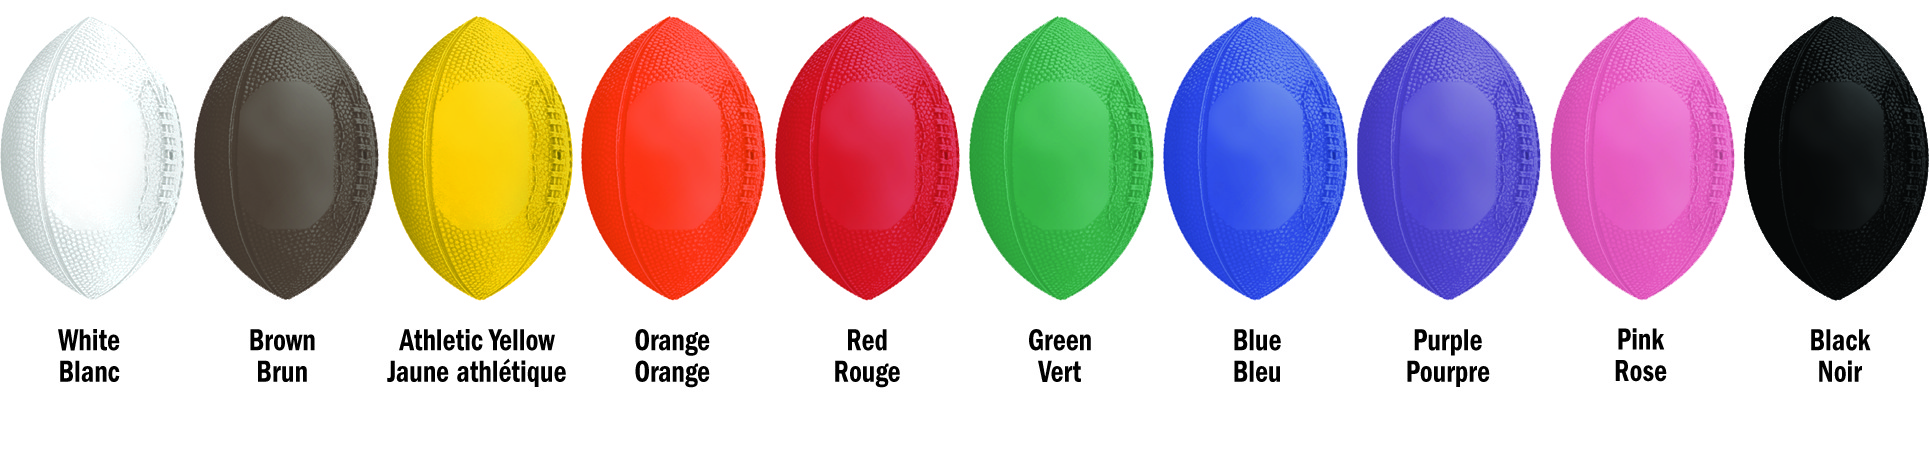 White
Blanc
Brown
Brun
Athletic Yellow
Jaune athlétique
Orange
Orange
Red
Rouge
Green
Vert
Blue
Bleu
Purple
Pourpre
Pink
Rose
Black
Noir